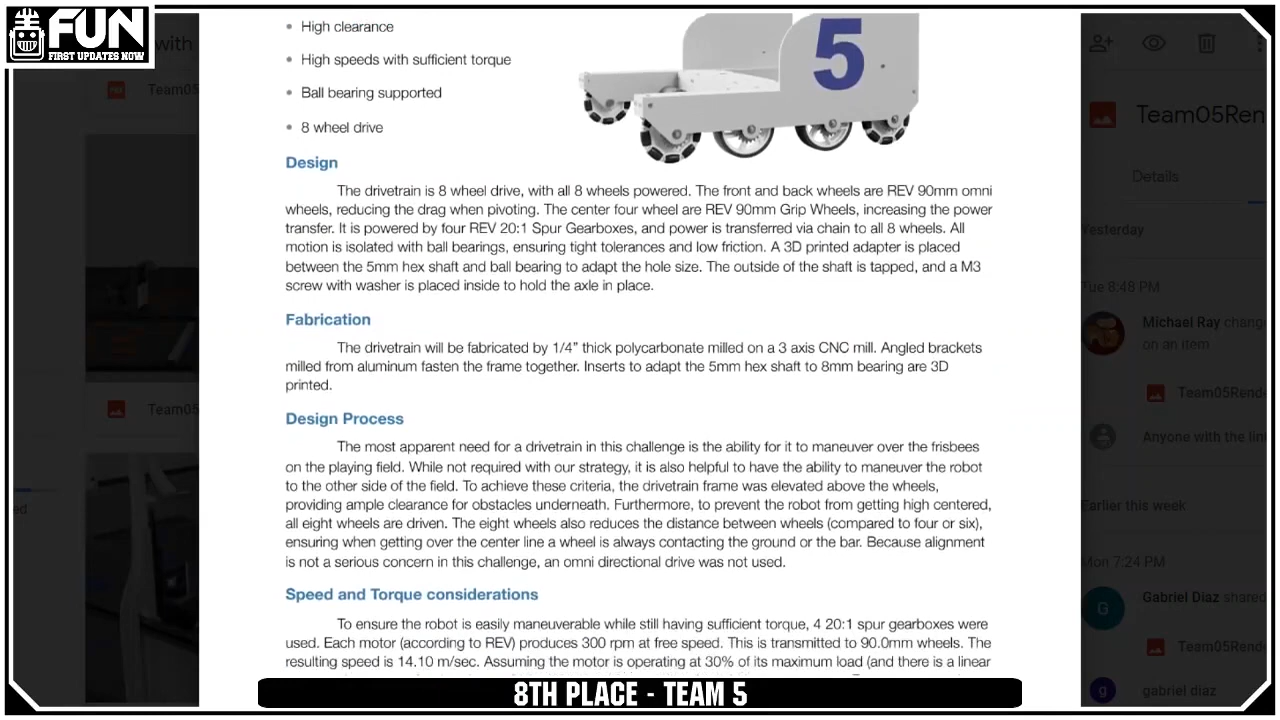 FUN
FIRST UPDATES NOW
with
High clearance
High speeds with sufficient torque
Ball bearing supported
8 wheel drive
5
Design
The drivetrain is 8 wheel drive, with all 8 wheels powered. The front and back wheels are REV 90mm omni
wheels, reducing the drag when pivoting. The center four wheel are REV 90mm Grip Wheels, increasing the power
transfer. It is powered by four REV 20:1 Spur Gearboxes, and power is transferred via chain to all 8 wheels. All
motion is isolated with ball bearings, ensuring tight tolerances and low friction. A 3D printed adapter is placed
between the 5mm hex shaft and ball bearing to adapt the hole size. The outside of the shaft is tapped, and a M3
screw with washer is placed inside to hold the axle in place.
Fabrication
The drivetrain will be fabricated by 1/4” thick polycarbonate milled on a 3 axis CNC mill. Angled brackets
milled from aluminum fasten the frame together. Inserts to adapt the 5mm hex shaft to 8mm bearing are 3D
printed.
Design Process
The most apparent need for a drivetrain in this challenge is the ability for it to maneuver over the frisbees
on the playing field. While not required with our strategy, it is also helpful to have the ability to maneuver the robot
to the other side of the field. To achieve these criteria, the drivetrain frame was elevated above the wheels,
providing ample clearance for obstacles underneath. Furthermore, to prevent the robot from getting high centered,
all eight wheels are driven. The eight wheels also reduces the distance between wheels (compared to four or six),
ensuring when getting over the center line a wheel is always contacting the ground or the bar. Because alignment
is not a serious concern in this challenge, an omni directional drive was not used.
Speed and Torque considerations
To ensure the robot is easily maneuverable while still having sufficient torque, 4 20:1 spur gearboxes were
used. Each motor (according to REV) produces 300 rpm at free speed. This is transmitted to 90.0mm wheels. The
resulting speed is 14.10 m/sec. Assuming the motor is operating at 30% of its maximum load (and there is a linear
Team05
Team05
ed
Team05Ren
Details
Yesterday
Tue 8:48 PM
Michael Ray chang
on an item
Team05Rende
Anyone with the lin
Earlier this week
Mon 7:24 PM
G
Gabriel Diaz shared
Team05Rende
g
gabriel diaz
8TH PLACE - TEAM 5